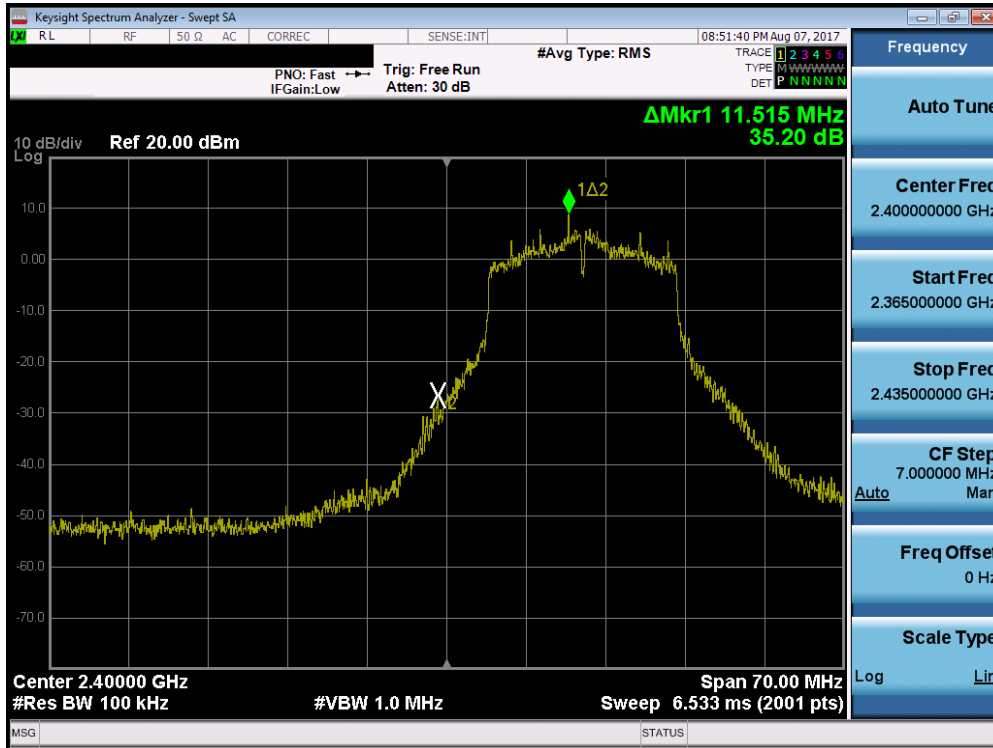 Keysight Spectrum Analyzer - Swept SA
LXI RL RF 50 Ω AC CORREC SENSE:INT 08:51:40 PM Aug 07, 2017
#Avg Type: RMS TRACE 1 2 3 4 5 6
PNO: Fast Trig: Free Run TYPE M WWWWW
IFGain:Low Atten: 30 dB DET P N N N N N
ΔMkr1 11.515 MHz
35.20 dB
10 dB/div Ref 20.00 dBm
Log
1Δ2
10.0
0.00
-10.0
-20.0
-30.0
X2
-40.0
-50.0
-60.0
-70.0
Center 2.40000 GHz Span 70.00 MHz
#Res BW 100 kHz #VBW 1.0 MHz Sweep 6.533 ms (2001 pts)
MSG STATUS
Frequency
Auto Tune
Center Freq
2.400000000 GHz
Start Freq
2.365000000 GHz
Stop Freq
2.435000000 GHz
CF Step
7.000000 MHz
Auto Man
Freq Offset
0 Hz
Scale Type
Log Lin